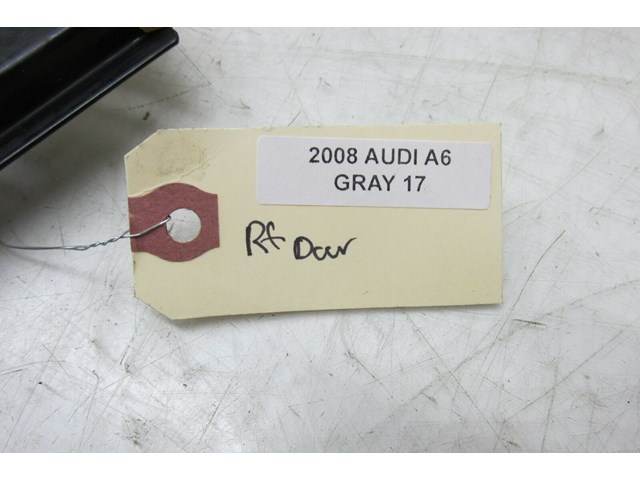 2008 AUDI A6
GRAY 17
Rf Door